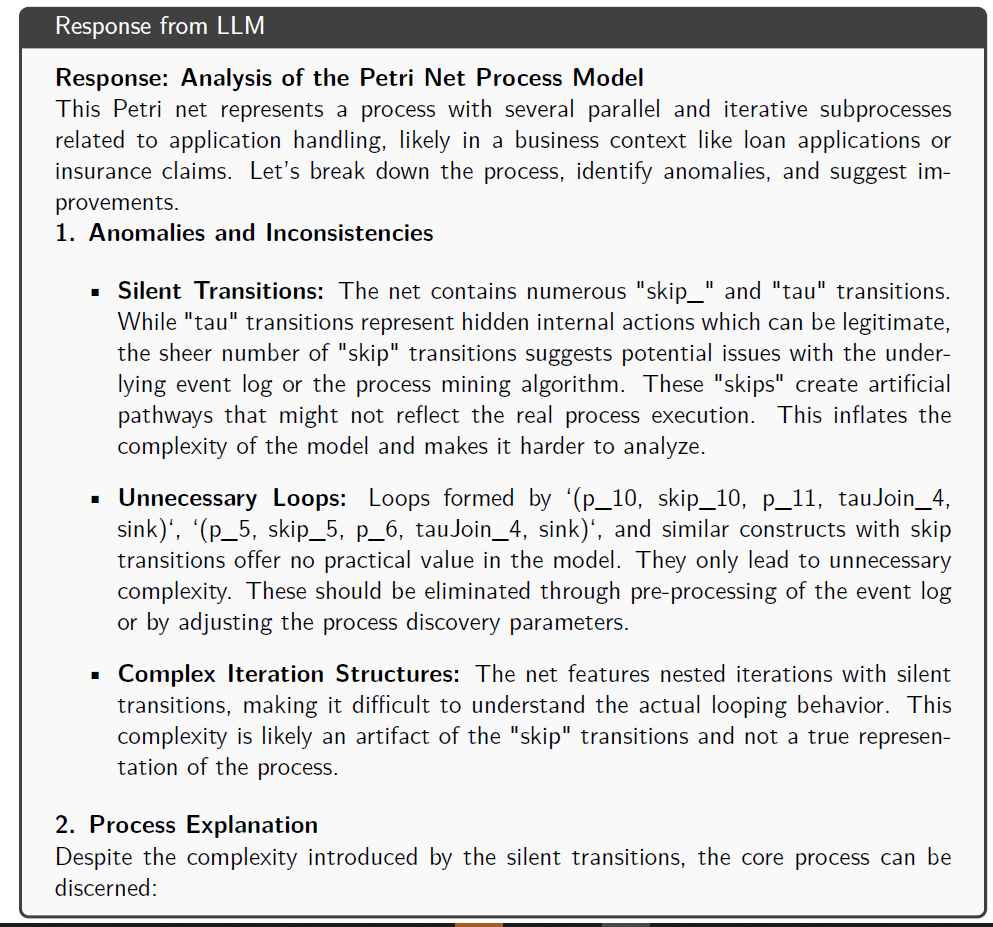 Response from LLM
Response: Analysis of the Petri Net Process Model
This Petri net represents a process with several parallel and iterative subprocesses
related to application handling, likely in a business context like loan applications or
insurance claims. Let's break down the process, identify anomalies, and suggest im-
provements.
1. Anomalies and Inconsistencies
▪ Silent Transitions: The net contains numerous "skip_" and "tau" transitions.
While "tau" transitions represent hidden internal actions which can be legitimate,
the sheer number of "skip" transitions suggests potential issues with the under-
lying event log or the process mining algorithm. These "skips" create artificial
pathways that might not reflect the real process execution. This inflates the
complexity of the model and makes it harder to analyze.
▪ Unnecessary Loops: Loops formed by ‘(p_10, skip_10, p_11, tauJoin_4,
sink)‘, ‘(p_5, skip_5, p_6, tauJoin_4, sink)‘, and similar constructs with skip
transitions offer no practical value in the model. They only lead to unnecessary
complexity. These should be eliminated through pre-processing of the event log
or by adjusting the process discovery parameters.
▪ Complex Iteration Structures: The net features nested iterations with silent
transitions, making it difficult to understand the actual looping behavior. This
complexity is likely an artifact of the "skip" transitions and not a true represen-
tation of the process.
2. Process Explanation
Despite the complexity introduced by the silent transitions, the core process can be
discerned: